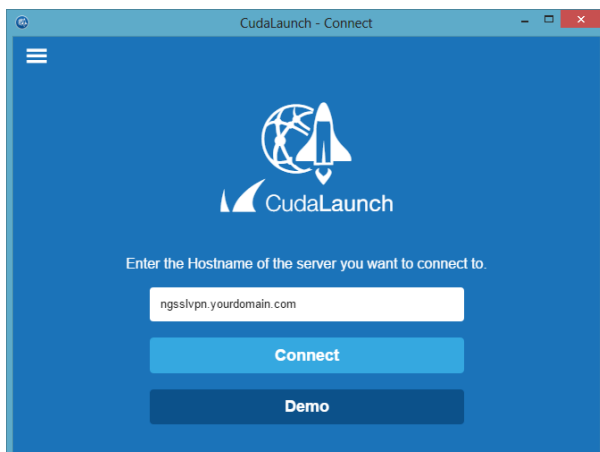 CudaLaunch - Connect
CudaLaunch
Enter the Hostname of the server you want to connect to.
ngsslvpn.yourdomain.com
Connect
Demo